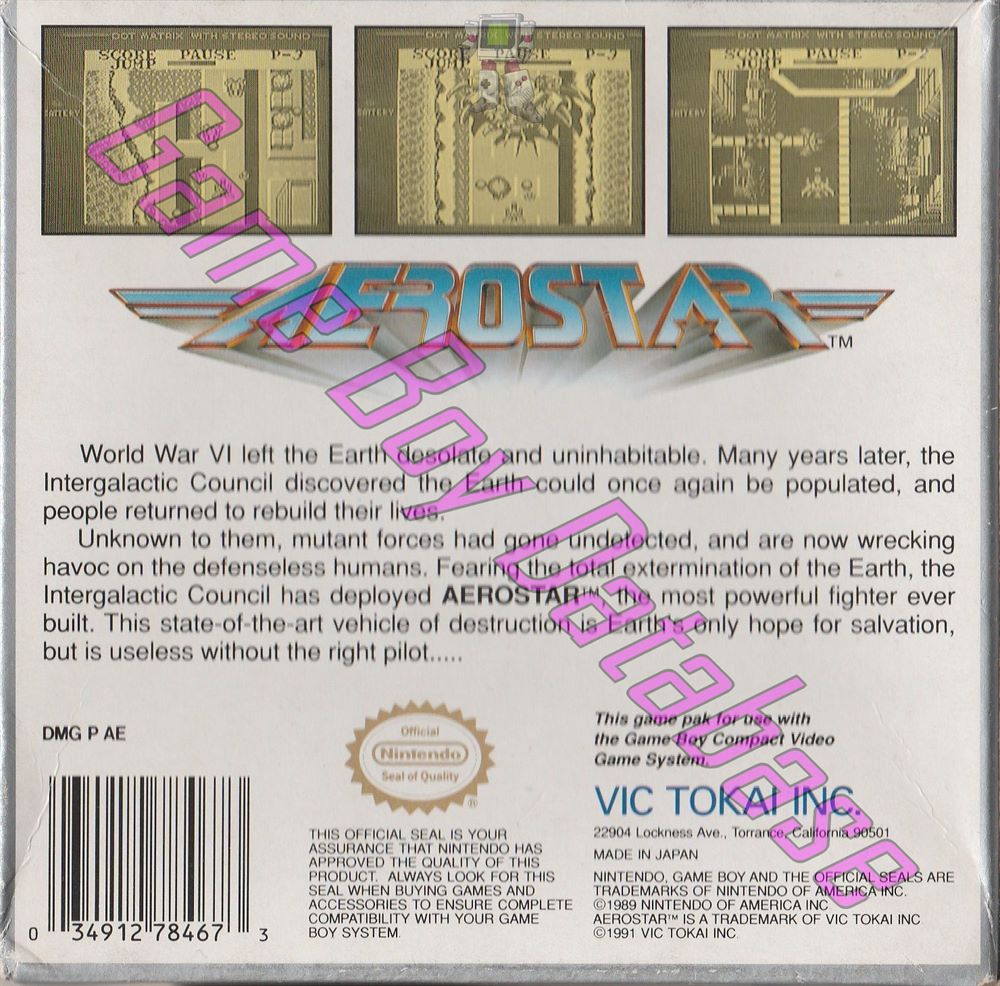 DOT MATRIX WITH STEREO SOUND
SCORE PAUSE P-3
JUMP
BATTERY
DOT MATRIX WITH STEREO SOUND
SCORE PAUSE P-3
JUMP
BATTERY
DOT MATRIX WITH STEREO SOUND
SCORE PAUSE P-3
JUMP
BATTERY
Game Boy Database
AEROSTAR™
World War VI left the Earth desolate and uninhabitable. Many years later, the
Intergalactic Council discovered the Earth could once again be populated, and
people returned to rebuild their lives.
Unknown to them, mutant forces had gone undetected, and are now wrecking
havoc on the defenseless humans. Fearing the total extermination of the Earth, the
Intergalactic Council has deployed AEROSTAR™, the most powerful fighter ever
built. This state-of-the-art vehicle of destruction is Earth's only hope for salvation,
but is useless without the right pilot.....
DMG P AE
0 34912 78467 3
Official
Nintendo
Seal of Quality
®
THIS OFFICIAL SEAL IS YOUR
ASSURANCE THAT NINTENDO HAS
APPROVED THE QUALITY OF THIS
PRODUCT. ALWAYS LOOK FOR THIS
SEAL WHEN BUYING GAMES AND
ACCESSORIES TO ENSURE COMPLETE
COMPATIBILITY WITH YOUR GAME
BOY SYSTEM.
This game pak for use with
the Game Boy Compact Video
Game System.
VIC TOKAI INC.
22904 Lockness Ave., Torrance, California 90501
MADE IN JAPAN
NINTENDO, GAME BOY AND THE OFFICIAL SEALS ARE
TRADEMARKS OF NINTENDO OF AMERICA INC.
©1989 NINTENDO OF AMERICA INC
AEROSTAR™ IS A TRADEMARK OF VIC TOKAI INC
©1991 VIC TOKAI INC.